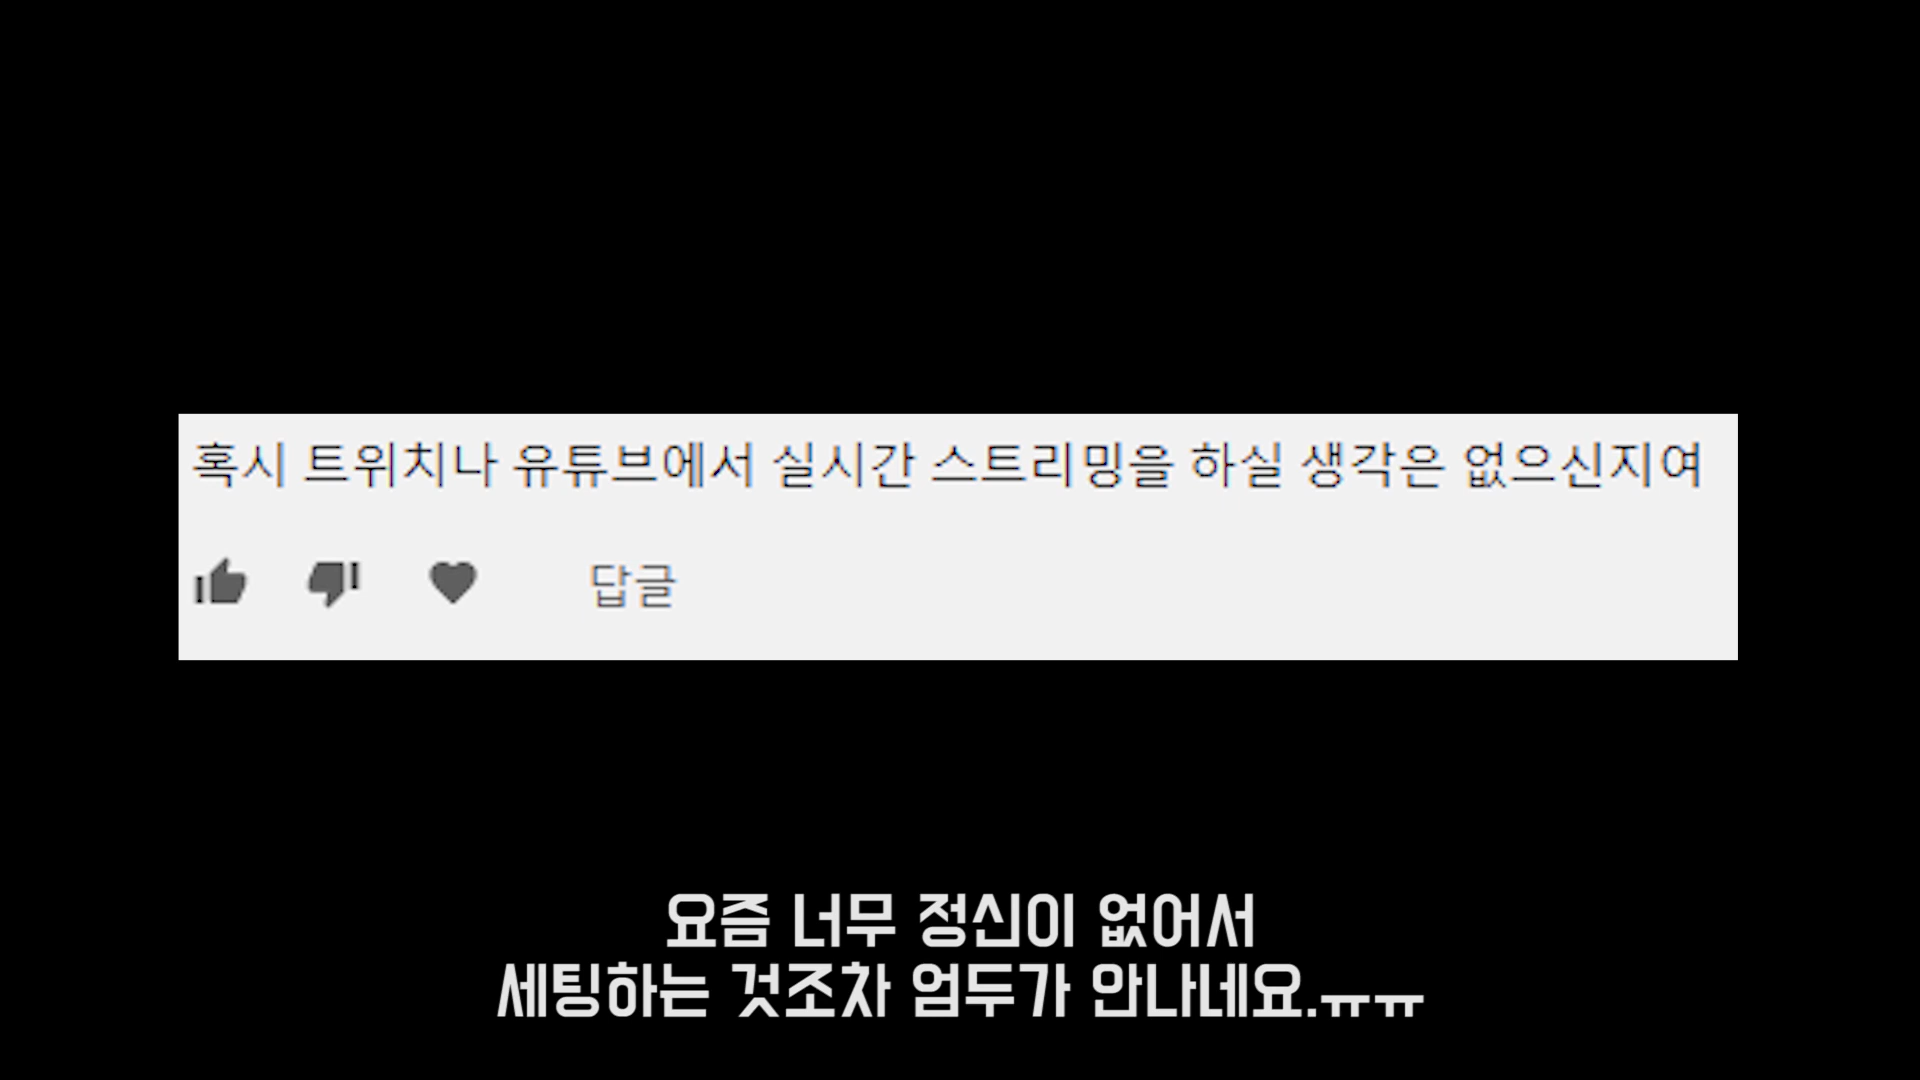 혹시 트위치나 유튜브에서 실시간 스트리밍을 하실 생각은 없으신지여
답글
요즘 너무 정신이 없어서
세팅하는 것조차 엄두가 안나네요.ㅠㅠ